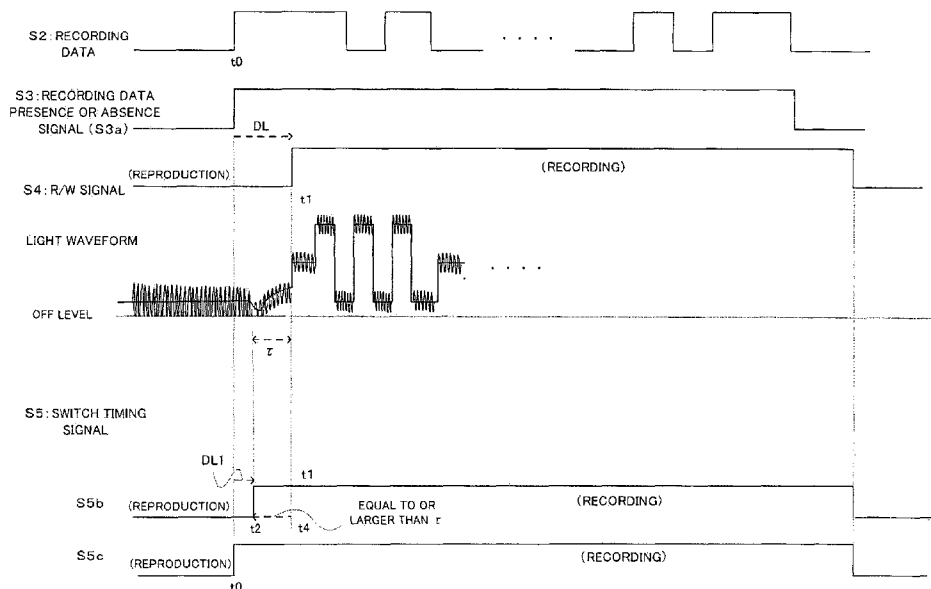 S2:RECORDING
DATA
t0
S3:RECORDING DATA
PRESENCE OR ABSENCE
SIGNAL (S3a)
DL
(REPRODUCTION)
(RECORDING)
S4:R/W SIGNAL
t1
LIGHT WAVEFORM
OFF LEVEL
τ
S5:SWITCH TIMING
SIGNAL
DL1
t1
S5b
(REPRODUCTION)
EQUAL TO OR
LARGER THAN τ
(RECORDING)
t2
t4
S5c
(REPRODUCTION)
(RECORDING)
t0